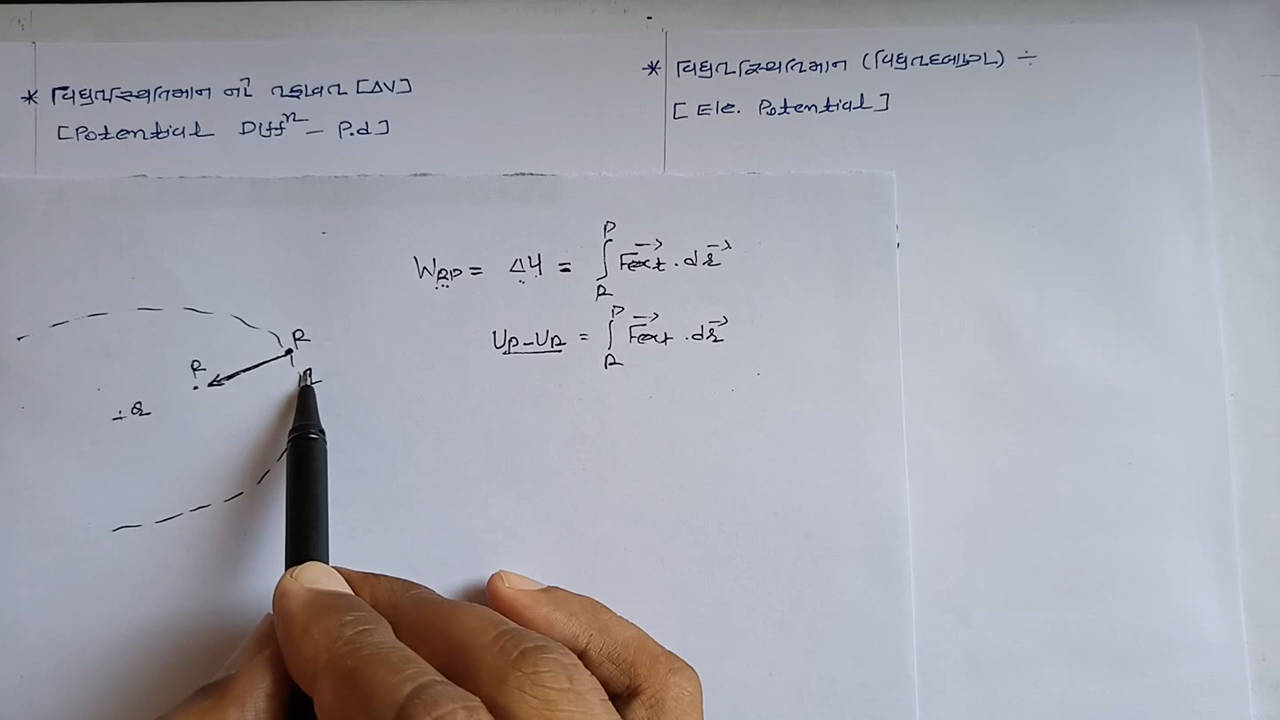 * વિદ્યુતસ્થિતિમાન નો તફાવત [ΔV]
[Potential Diffⁿ – P.d]
* વિદ્યુતસ્થિતિમાન (વિદ્યુતદબાણ) ÷
[Ele. Potential]
W_RP = ΔU = ∫_R^P F⃗ext . dr⃗
U_P – U_R = ∫_R^P F⃗ext . dr⃗
R
P
+Q